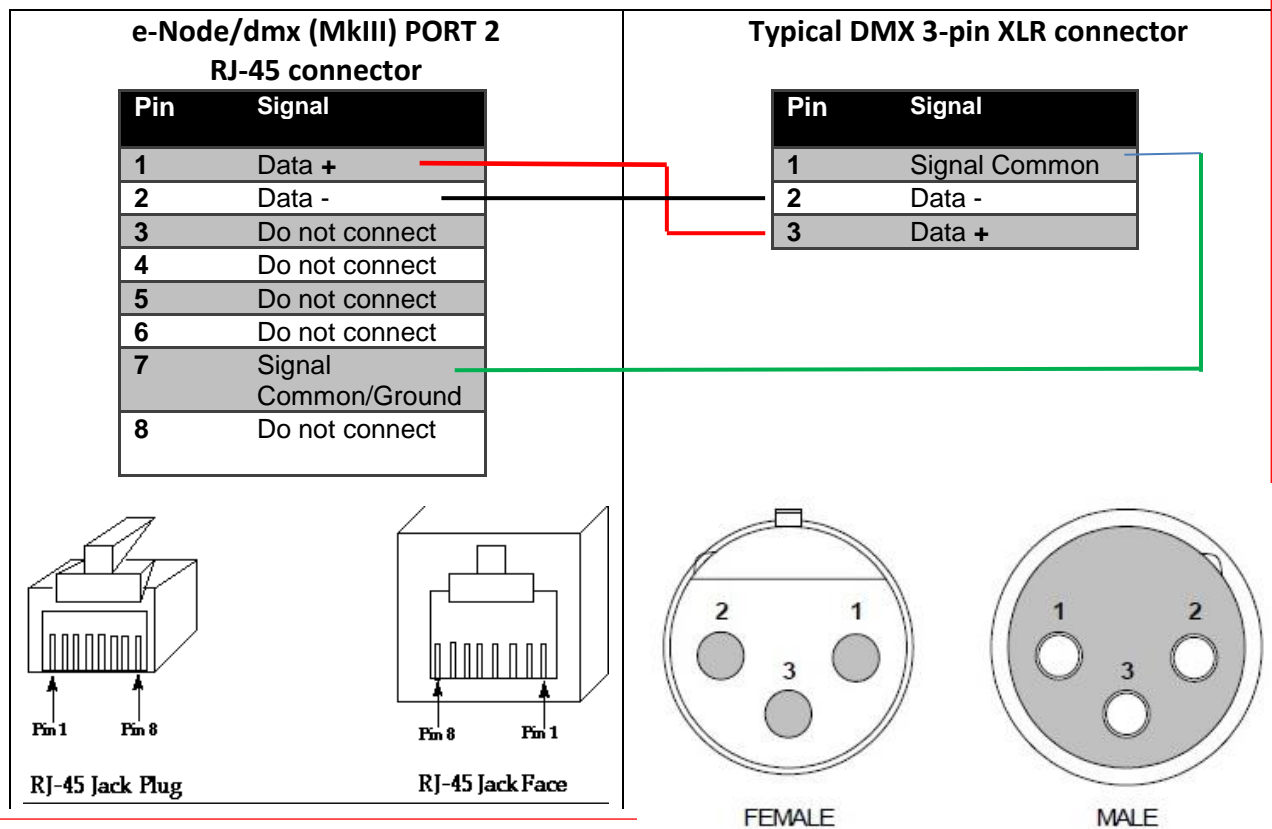 e-Node/dmx (MkIII) PORT 2
RJ-45 connector
Pin Signal
1 Data +
2 Data -
3 Do not connect
4 Do not connect
5 Do not connect
6 Do not connect
7 Signal
Common/Ground
8 Do not connect
Pin 1 Pin 8
RJ-45 Jack Plug
Pin 8 Pin 1
RJ-45 Jack Face
Typical DMX 3-pin XLR connector
Pin Signal
1 Signal Common
2 Data -
3 Data +
2 1
3
FEMALE
1 2
3
MALE